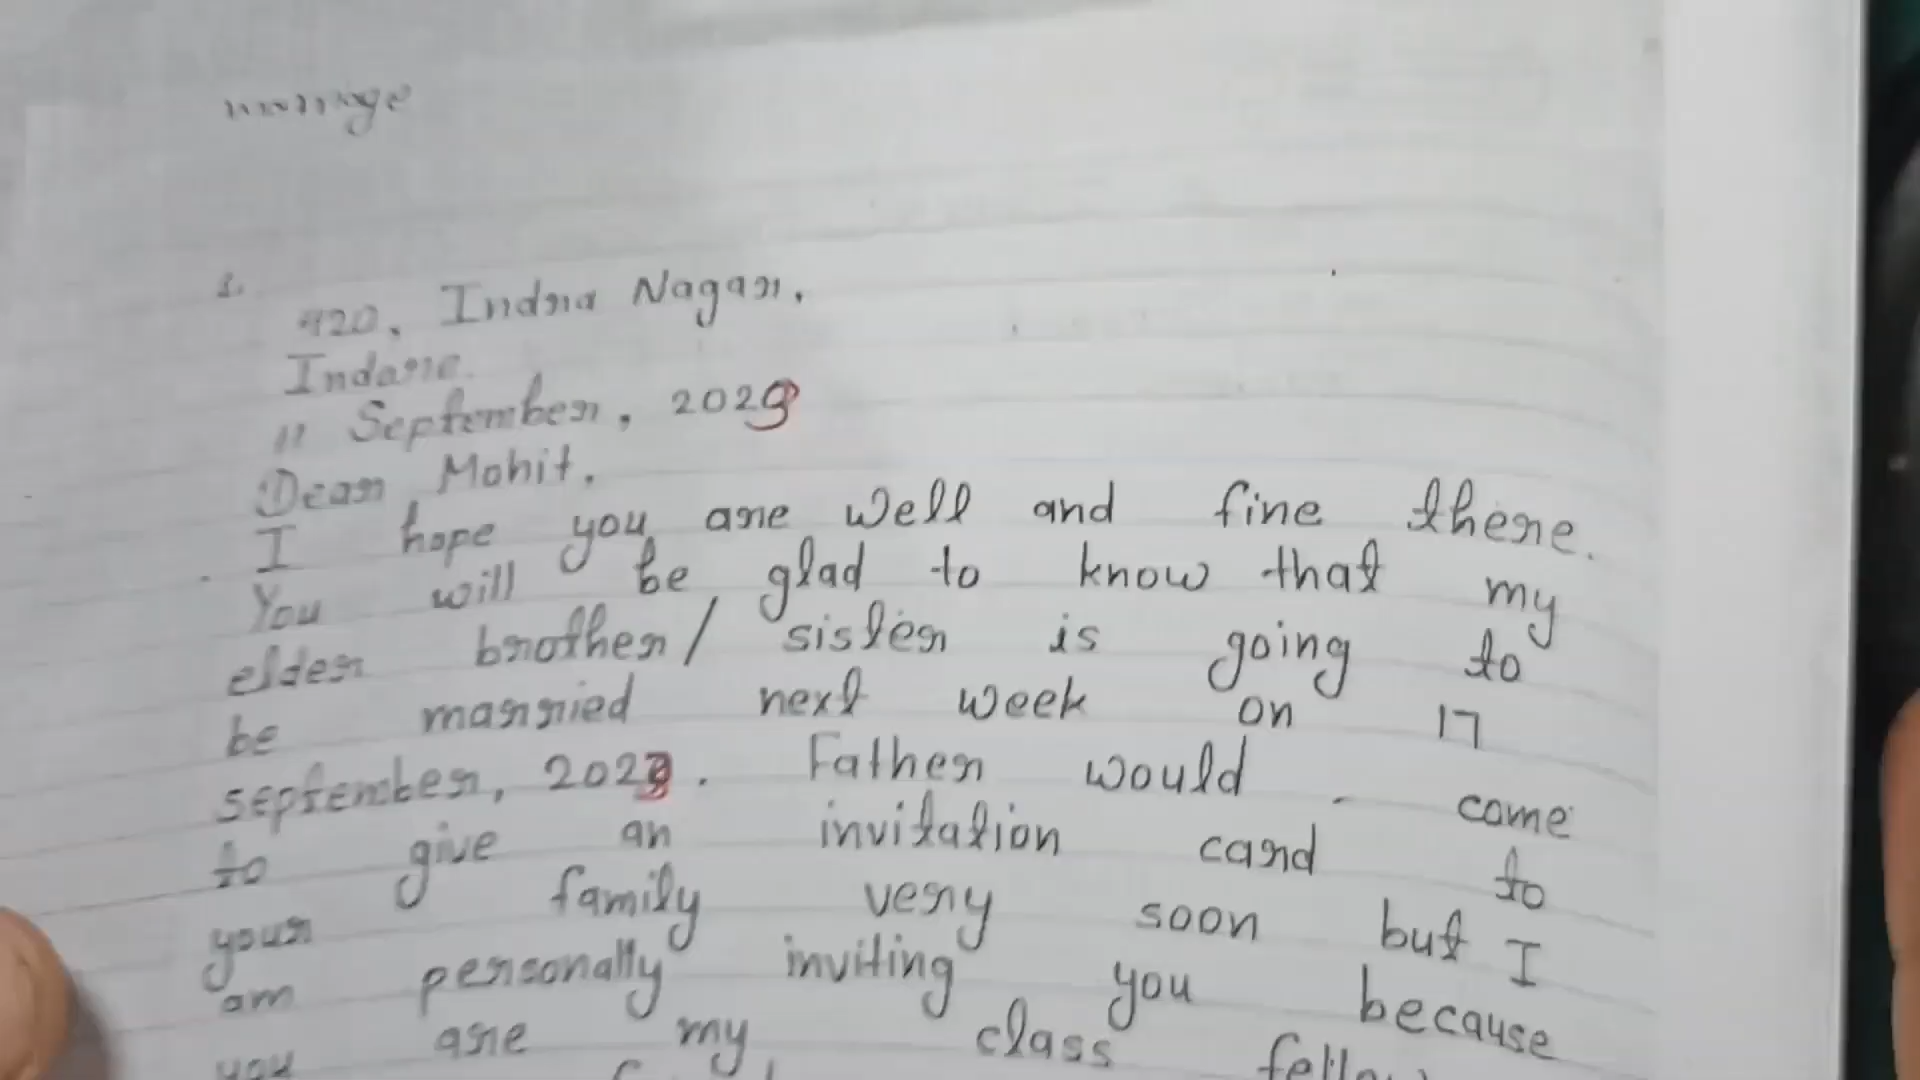 marriage
1.
420, Indra Nagar,
Indore.
11 September, 2023
Dear Mohit,
I hope you are well and fine there.
You will be glad to know that my
elder brother/ sister is going to
be married next week on 17
september, 2023. Father would come
to give an invitation card to
your family very soon but I
am personally inviting you because
you are my class